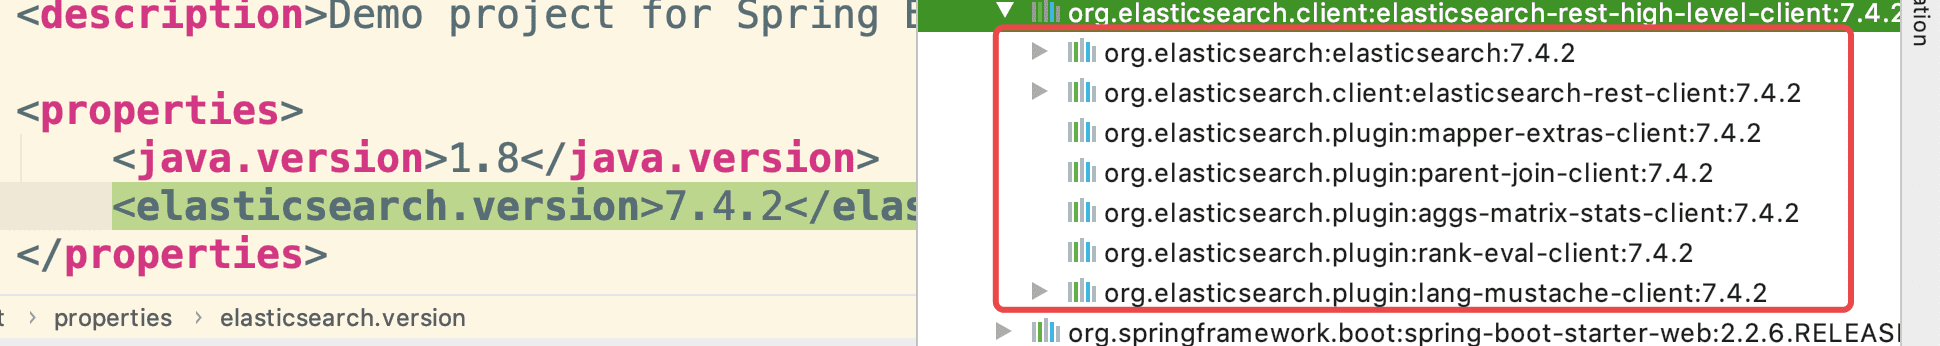 <description>Demo project for Spring B
<properties>
<java.version>1.8</java.version>
<elasticsearch.version>7.4.2</elas
</properties>
properties > elasticsearch.version
org.elasticsearch.client:elasticsearch-rest-high-level-client:7.4.2
org.elasticsearch:elasticsearch:7.4.2
org.elasticsearch.client:elasticsearch-rest-client:7.4.2
org.elasticsearch.plugin:mapper-extras-client:7.4.2
org.elasticsearch.plugin:parent-join-client:7.4.2
org.elasticsearch.plugin:aggs-matrix-stats-client:7.4.2
org.elasticsearch.plugin:rank-eval-client:7.4.2
org.elasticsearch.plugin:lang-mustache-client:7.4.2
org.springframework.boot:spring-boot-starter-web:2.2.6.RELEAS
ation